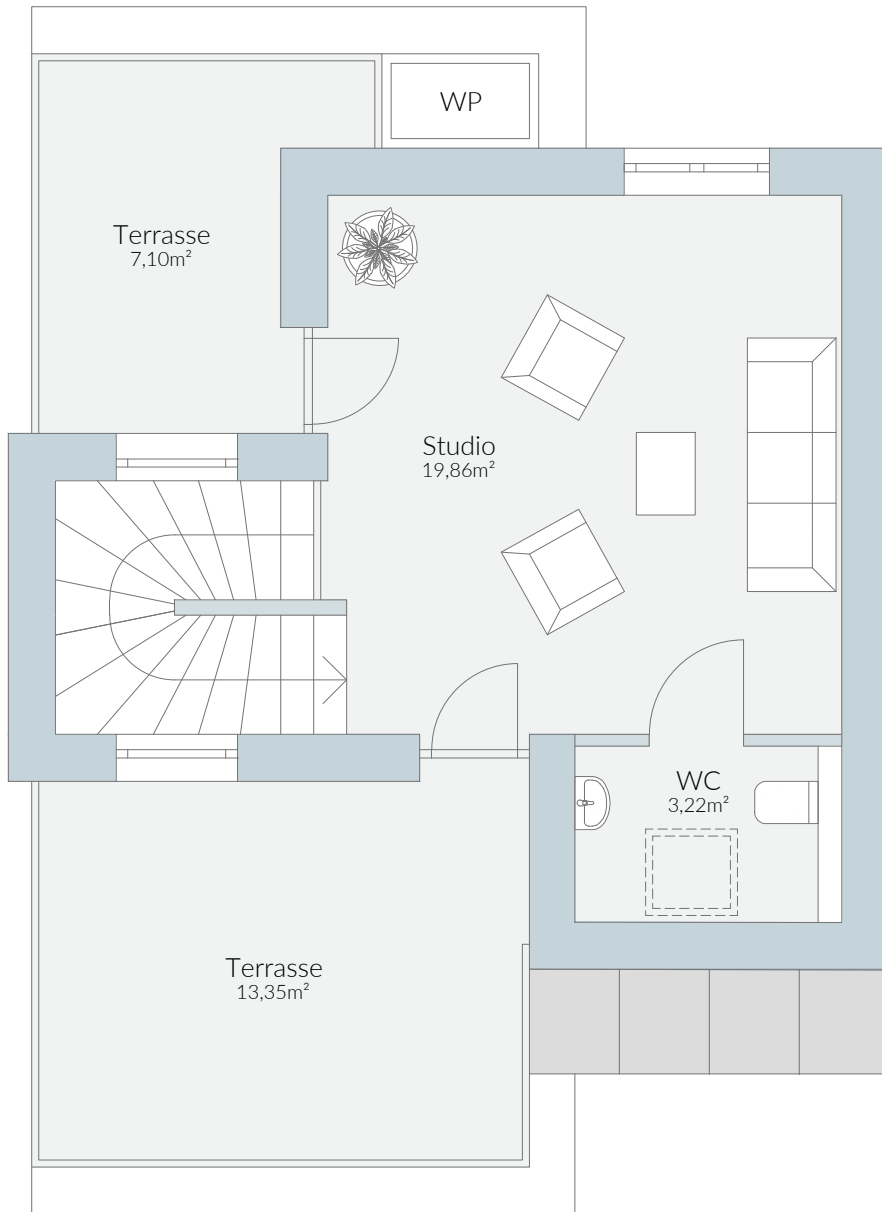 WP
Terrasse
7,10m²
Studio
19,86m²
WC
3,22m²
Terrasse
13,35m²